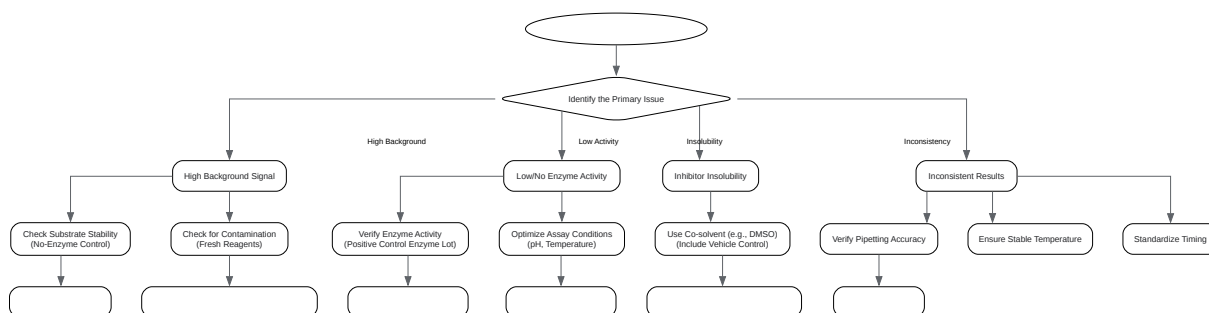 Identify the Primary Issue
High Background
Low Activity
Insolubility
Inconsistency
High Background Signal
Low/No Enzyme Activity
Inhibitor Insolubility
Inconsistent Results
Check Substrate Stability
(No-Enzyme Control)
Check for Contamination
(Fresh Reagents)
Verify Enzyme Activity
(Positive Control Enzyme Lot)
Optimize Assay Conditions
(pH, Temperature)
Use Co-solvent (e.g., DMSO)
(Include Vehicle Control)
Verify Pipetting Accuracy
Ensure Stable Temperature
Standardize Timing